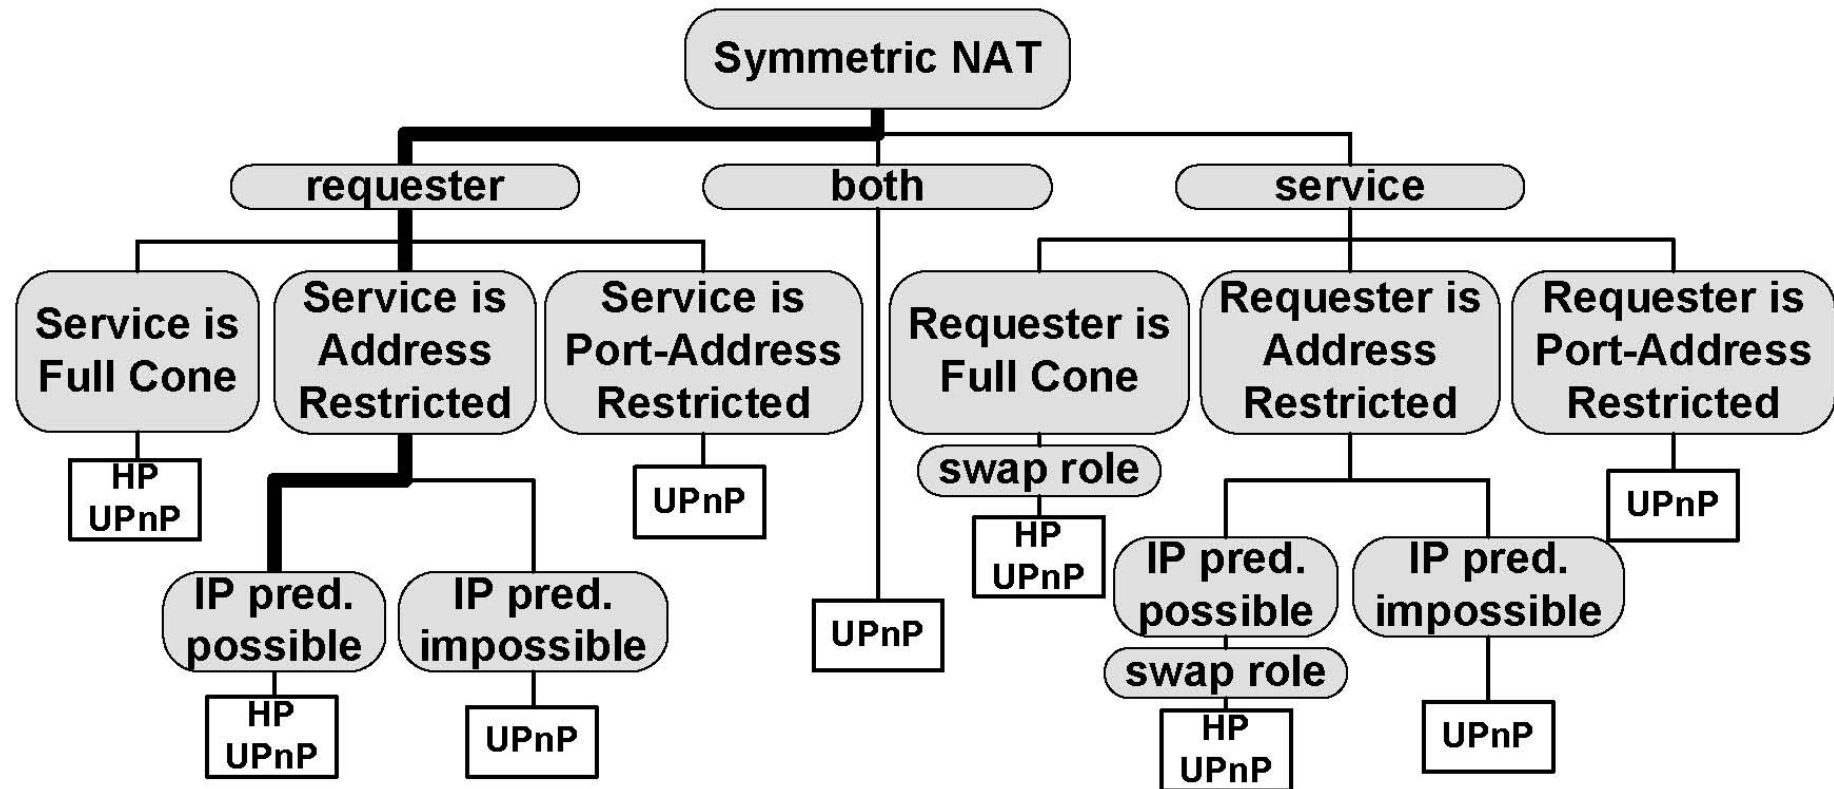 Symmetric NAT
requester
both
service
Service is
Full Cone
Service is
Address
Restricted
Service is
Port-Address
Restricted
Requester is
Full Cone
Requester is
Address
Restricted
Requester is
Port-Address
Restricted
HP
UPnP
UPnP
swap role
HP
UPnP
UPnP
IP pred.
possible
IP pred.
impossible
UPnP
IP pred.
possible
IP pred.
impossible
swap role
HP
UPnP
UPnP
HP
UPnP
UPnP